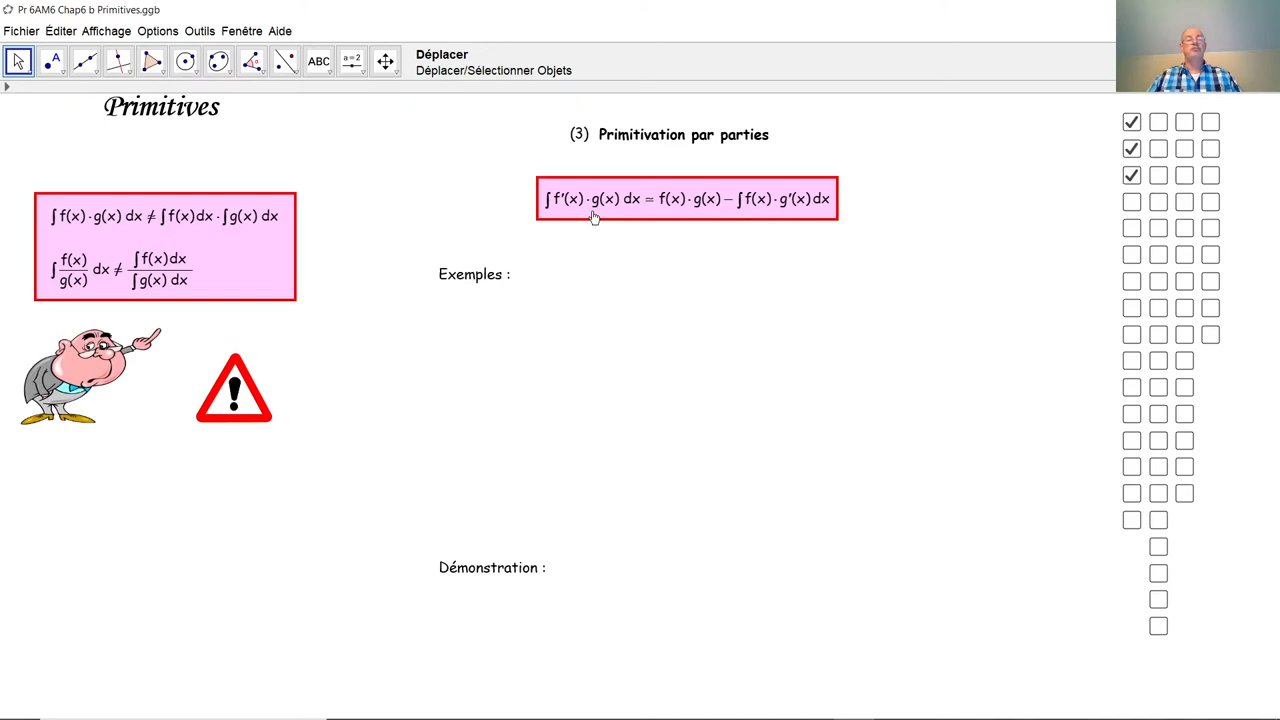 Pr 6AM6 Chap6 b Primitives.ggb
Fichier Éditer Affichage Options Outils Fenêtre Aide
A
ABC
a=2
Déplacer
Déplacer/Sélectionner Objets
Primitives
(3) Primitivation par parties
∫f(x)·g(x) dx ≠ ∫f(x)dx·∫g(x) dx
∫f(x)/g(x) dx ≠ ∫f(x)dx/∫g(x) dx
∫f'(x)·g(x) dx = f(x)·g(x) – ∫f(x)·g'(x)dx
Exemples :
Démonstration :